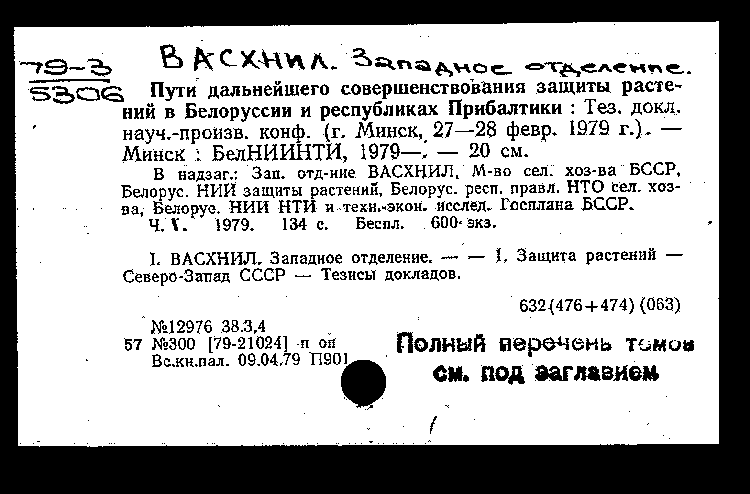 ВАСХНИЛ. Западное отделение.
79-3
5306
Пути дальнейшего совершенствования защиты расте-
ний в Белоруссии и республиках Прибалтики : Тез. докл.
науч.-произв. конф. (г. Минск, 27—28 февр. 1979 г.). —
Минск : БелНИИНТИ, 1979—. — 20 см.
В надзаг.: Зап. отд-ние ВАСХНИЛ, М-во сел. хоз-ва БССР,
Белорус. НИИ защиты растений, Белорус. респ. правл. НТО сел. хоз-
ва, Белорус. НИИ НТИ и техн.-экон. исслед. Госплана БССР.
Ч. 1979. 134 с. Беспл. 600 экз.
I. ВАСХНИЛ. Западное отделение. — — 1. Защита растений —
Северо-Запад СССР — Тезисы докладов.
632(476+474) (063)
№12976 38.3,4
57 №300 [79-21024] п оп
Вс.кн.пал. 09.04.79 П901
Полный перечень томов
см. под заглавием